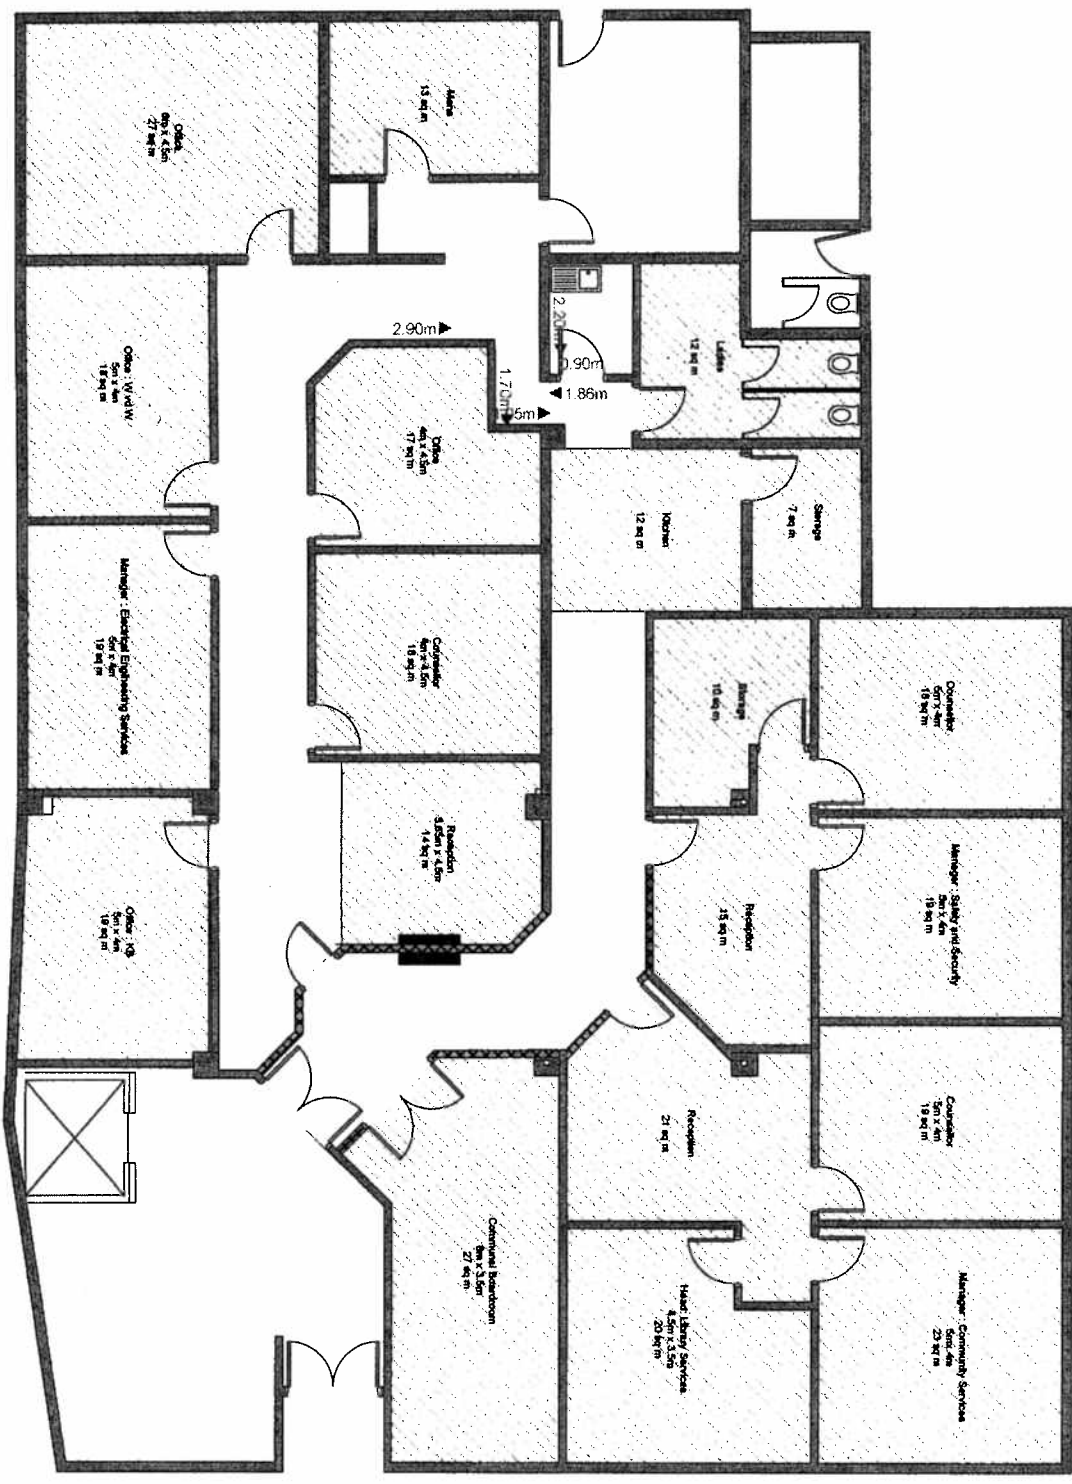 Office
6m x 4.5m
27 sq m
Mens
13 sq m
Office : W vd W
5m x 4m
18 sq m
2.90m
2.20m
0.90m
1.86m
1.70m
5m
Ladies
12 sq m
Office
4m x 4.5m
17 sq m
Kitchen
12 sq m
Storage
7 sq m
Manager : Electrical Engineering Services
5m x 4m
19 sq m
Counsellor
4m x 4.5m
18 sq m
Storage
10 sq m
Counsellor
5m x 4m
18 sq m
Office : KB
5m x 4m
19 sq m
Reception
3.65m x 4.5m
14 sq m
Reception
15 sq m
Manager : Safety and Security
5m x 4m
19 sq m
Reception
21 sq m
Counsellor
5m x 4m
19 sq m
Communal Boardroom
8m x 3.5m
27 sq m
Head: Library Services
5m x 3.5m
20 sq m
Manager : Community Services
6m x 4m
23 sq m